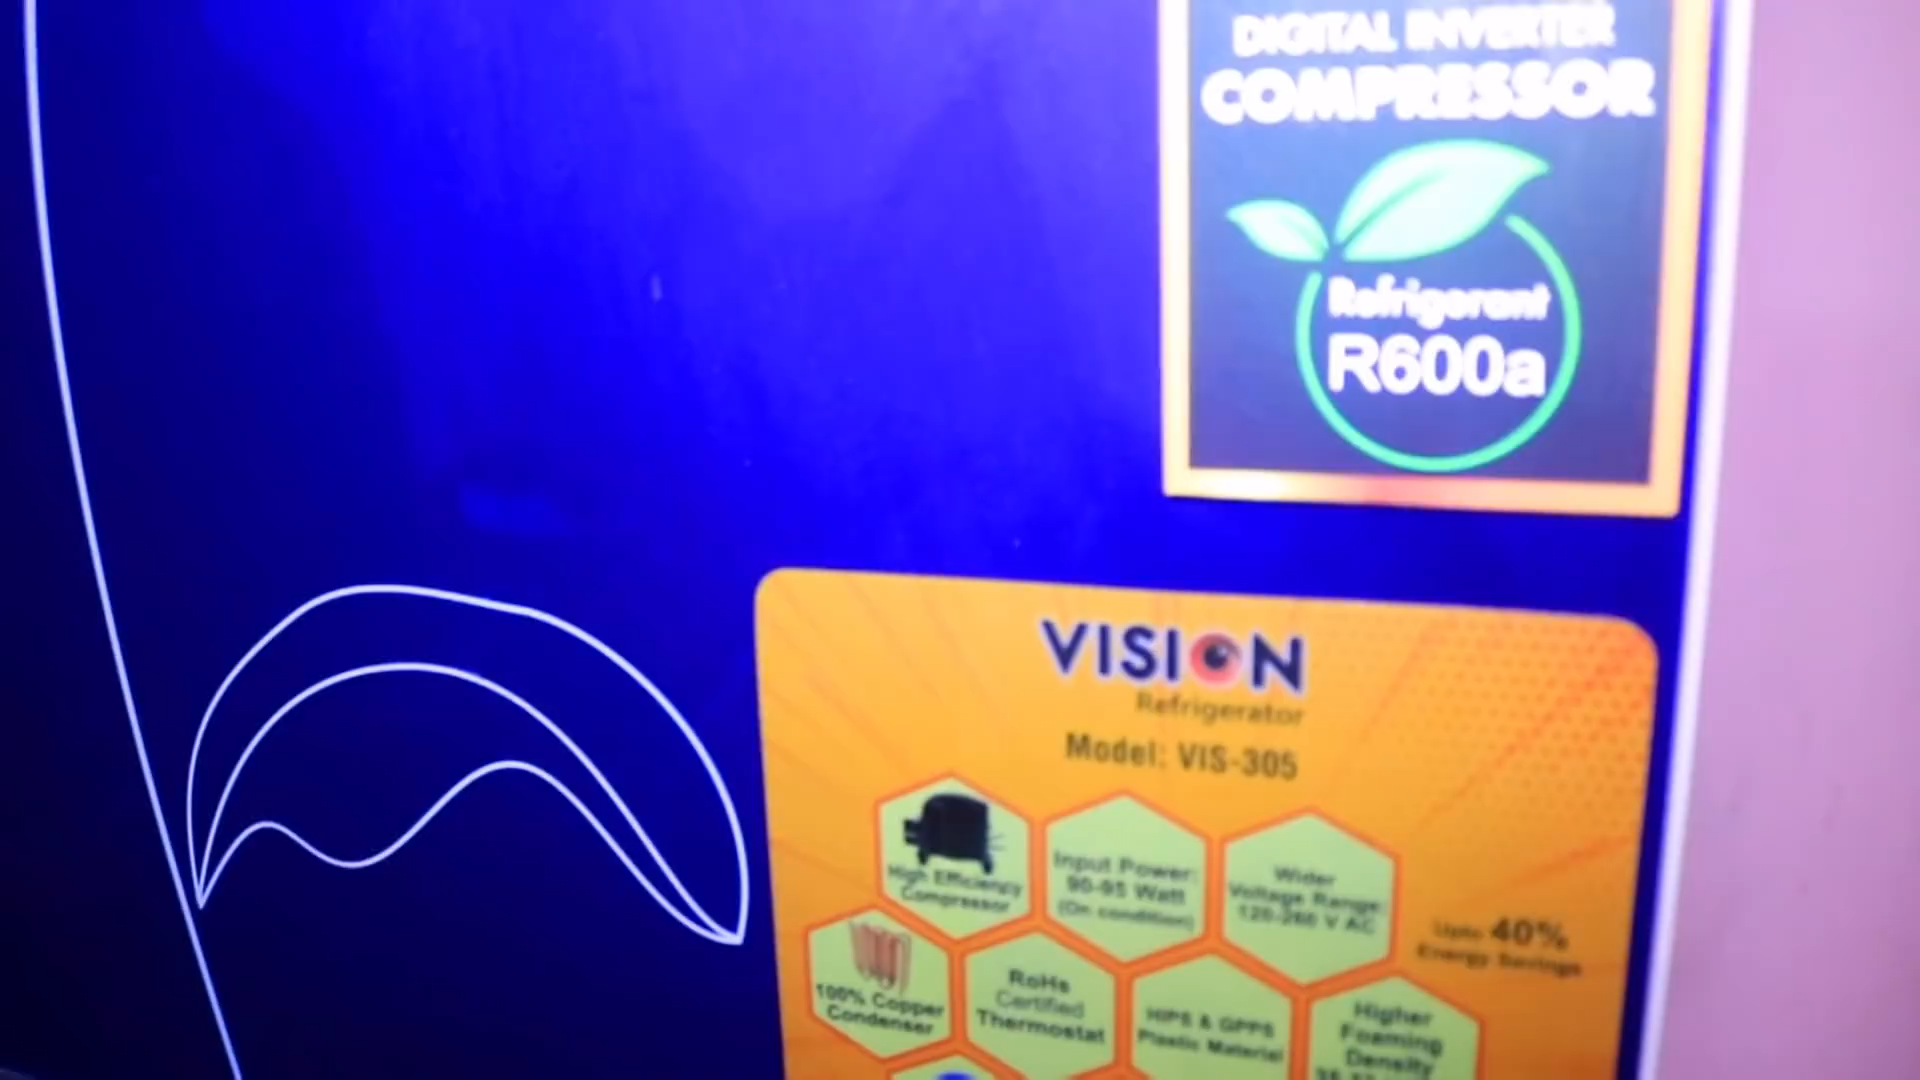 DIGITAL INVERTER
COMPRESSOR
Refrigerant
R600a
VISION
Refrigerator
Model: VIS-305
High Efficiency
Compressor
Input Power:
90-95 Watt
(On condition)
Wider
Voltage Range:
120-260 V AC
Upto 40%
Energy Savings
100% Copper
Condenser
RoHs
Certified
Thermostat
HIPS & GPPS
Plastic Material
Higher
Foaming
Density